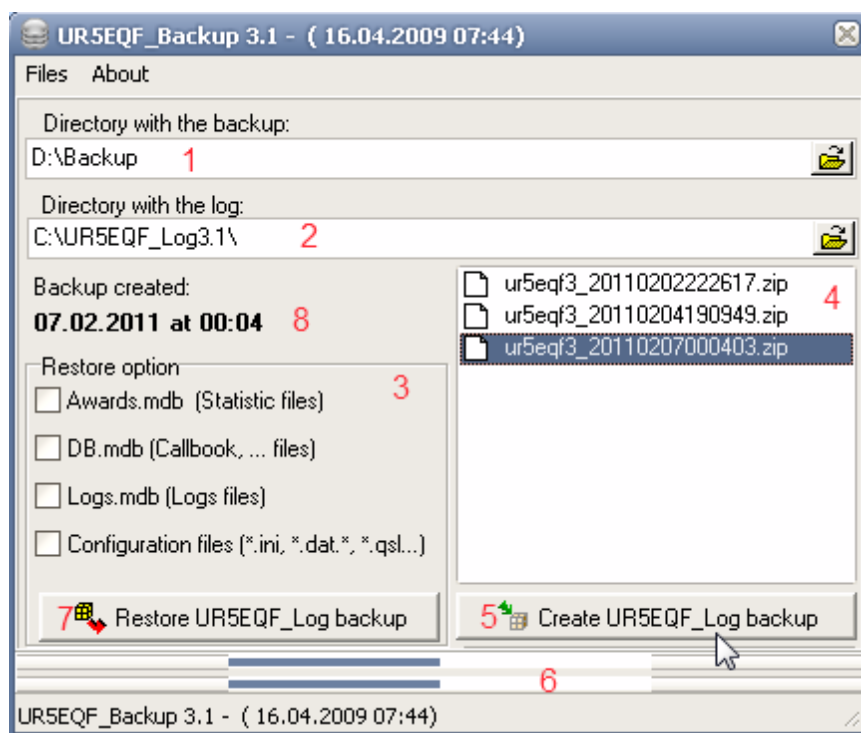 UR5EQF_Backup 3.1 - ( 16.04.2009 07:44)
Files About
Directory with the backup:
D:\Backup 1
Directory with the log:
C:\UR5EQF_Log3.1\ 2
Backup created:
07.02.2011 at 00:04 8
Restore option 3
Awards.mdb (Statistic files)
DB.mdb (Callbook, ... files)
Logs.mdb (Logs files)
Configuration files (*.ini, *.dat.*, *.qsl...)
7 Restore UR5EQF_Log backup
ur5eqf3_20110202222617.zip
4
ur5eqf3_20110204190949.zip
ur5eqf3_20110207000403.zip
5 Create UR5EQF_Log backup
6
UR5EQF_Backup 3.1 - ( 16.04.2009 07:44)